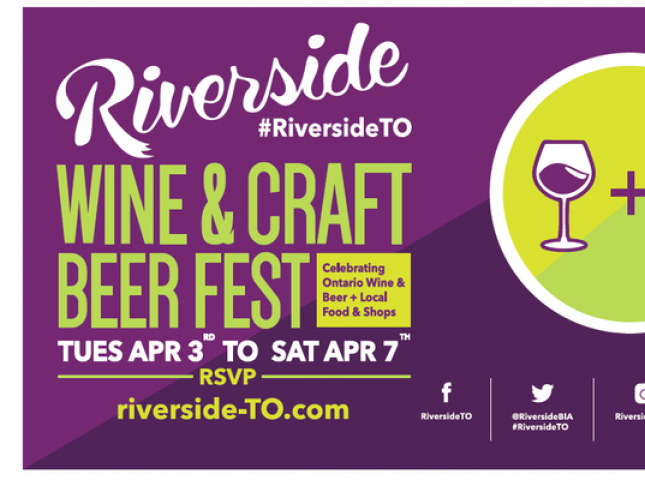 Riverside
#RiversideTO
WINE & CRAFT
BEER FEST
Celebrating
Ontario Wine &
Beer + Local
Food & Shops
TUES APR 3RD TO SAT APR 7TH
RSVP
riverside-TO.com
+
f
RiversideTO
@RiversideBIA
#RiversideTO